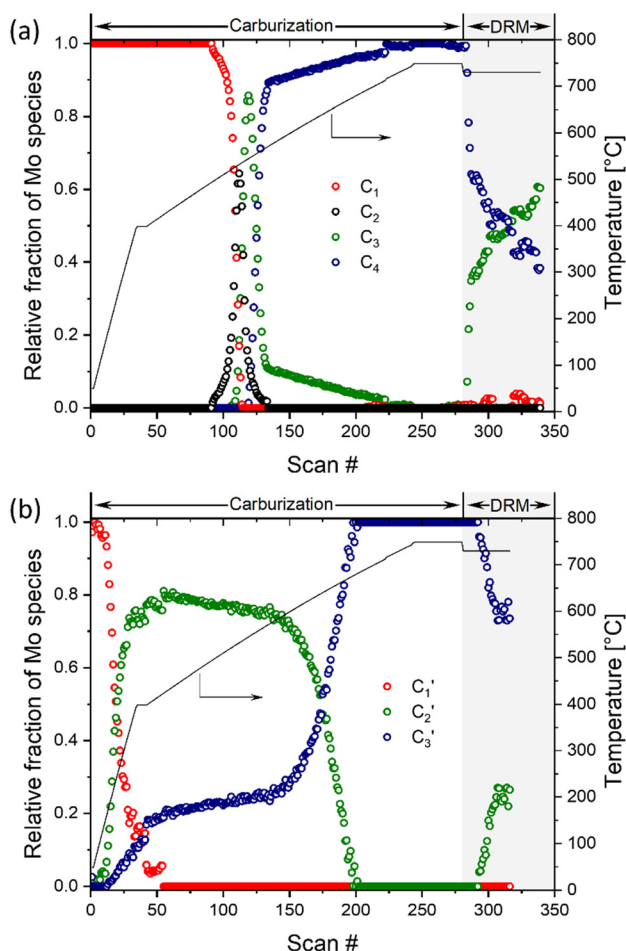 (a)
Carburization
DRM
1.0
0.8
0.6
0.4
0.2
0.0
Relative fraction of Mo species
800
700
600
500
400
300
200
100
0
Temperature [°C]
C₁
C₂
C₃
C₄
0 50 100 150 200 250 300 350
Scan #
(b)
Carburization
DRM
1.0
0.8
0.6
0.4
0.2
0.0
Relative fraction of Mo species
800
700
600
500
400
300
200
100
0
Temperature [°C]
C₁'
C₂'
C₃'
0 50 100 150 200 250 300 350
Scan #